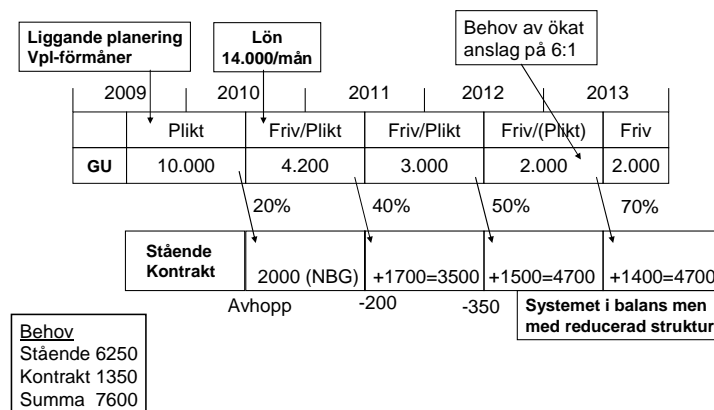 Liggande planering
Vpl-förmåner
Lön
14.000/mån
Behov av ökat
anslag på 6:1
2009 2010 2011 2012 2013
Plikt Friv/Plikt Friv/Plikt Friv/(Plikt) Friv
GU 10.000 4.200 3.000 2.000 2.000
20% 40% 50% 70%
Stående
Kontrakt
2000 (NBG) +1700=3500 +1500=4700 +1400=4700
Avhopp -200 -350
Systemet i balans men
med reducerad struktur
Behov
Stående 6250
Kontrakt 1350
Summa 7600